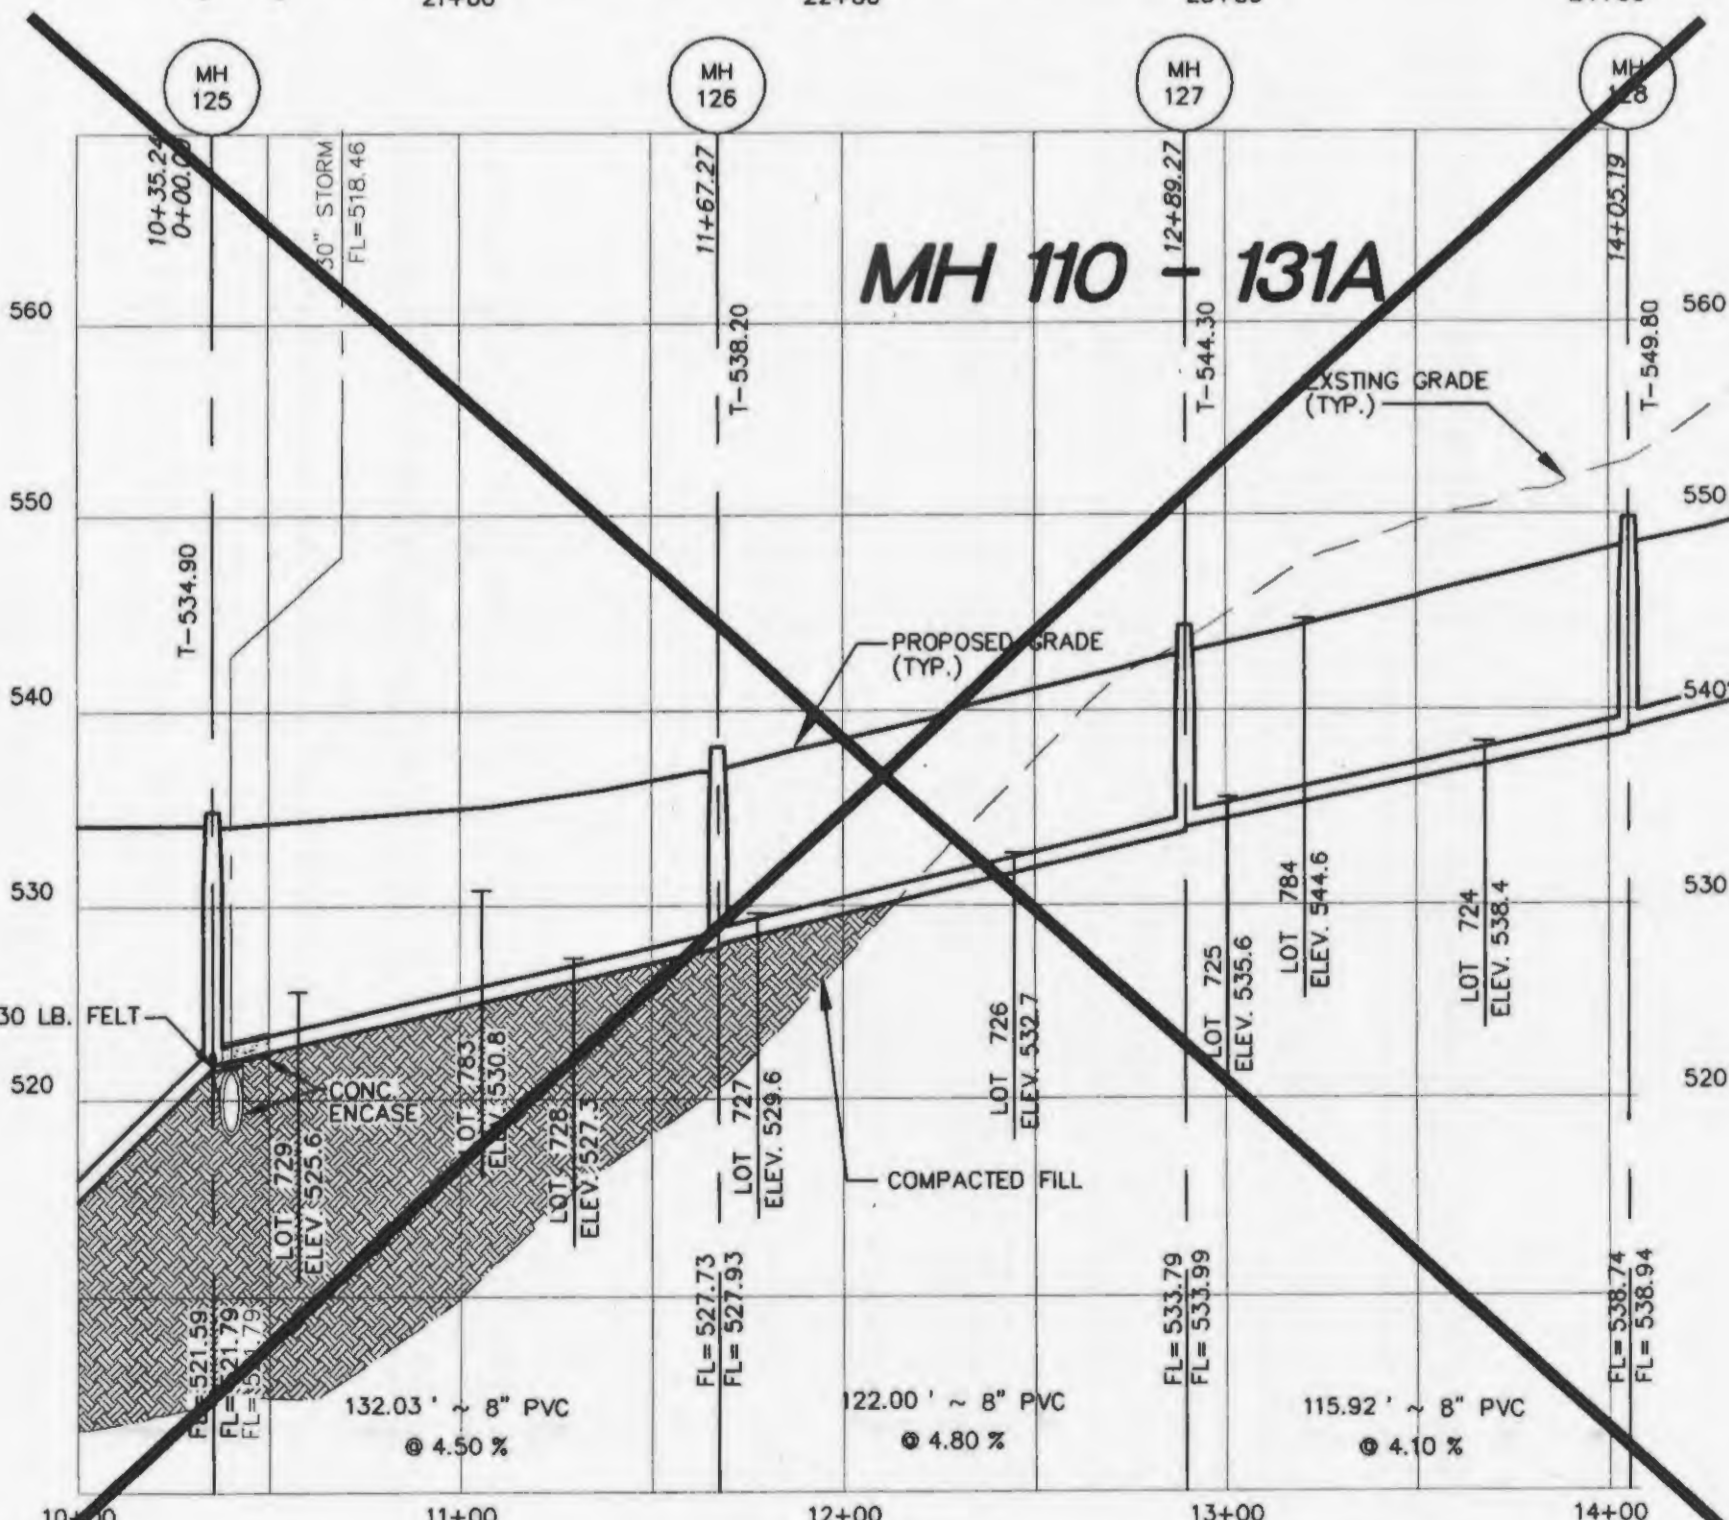 MH
125
MH
126
MH
127
MH
128
10+35.24
30" STORM
FL=518.46
11+67.27
12+89.27
14+05.19
MH 110 - 131A
560
560
T-538.20
T-544.30
T-549.80
EXSTING GRADE
(TYP.)
550
550
T-534.90
PROPOSED GRADE
(TYP.)
540
540
530
530
30 LB. FELT
520
520
CONC.
ENCASE
LOT 729
ELEV. 525.6
LOT 783
ELEV. 530.8
LOT 728
ELEV. 527.3
LOT 727
ELEV. 529.6
LOT 726
ELEV. 532.7
LOT 725
ELEV. 535.6
LOT 784
ELEV. 544.6
LOT 724
ELEV. 538.4
COMPACTED FILL
FL= 521.59
FL= 521.79
FL= 521.79
FL= 527.73
FL= 527.93
FL= 533.79
FL= 533.99
FL= 538.74
FL= 538.94
132.03 ' ~ 8" PVC
@ 4.50 %
122.00 ' ~ 8" PVC
@ 4.80 %
115.92 ' ~ 8" PVC
@ 4.10 %
10+00
11+00
12+00
13+00
14+00